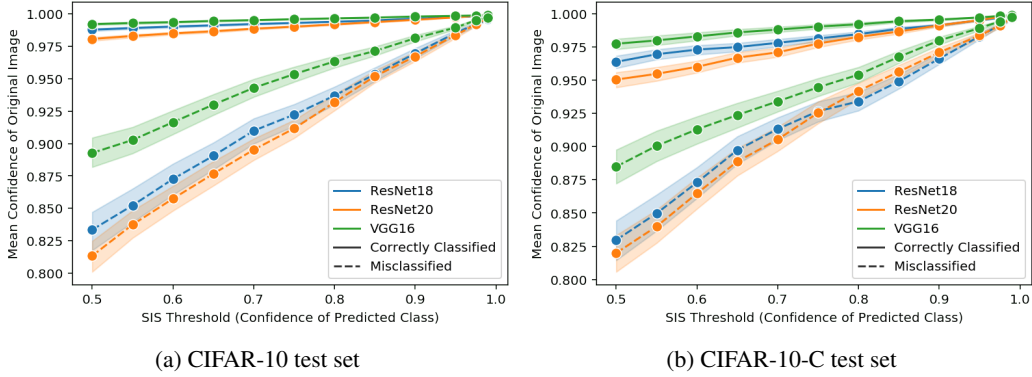 Mean Confidence of Original Image
1.000
0.975
0.950
0.925
0.900
0.875
0.850
0.825
0.800
0.5 0.6 0.7 0.8 0.9 1.0
SIS Threshold (Confidence of Predicted Class)
ResNet18
ResNet20
VGG16
Correctly Classified
Misclassified
(a) CIFAR-10 test set
Mean Confidence of Original Image
1.000
0.975
0.950
0.925
0.900
0.875
0.850
0.825
0.800
0.5 0.6 0.7 0.8 0.9 1.0
SIS Threshold (Confidence of Predicted Class)
ResNet18
ResNet20
VGG16
Correctly Classified
Misclassified
(b) CIFAR-10-C test set